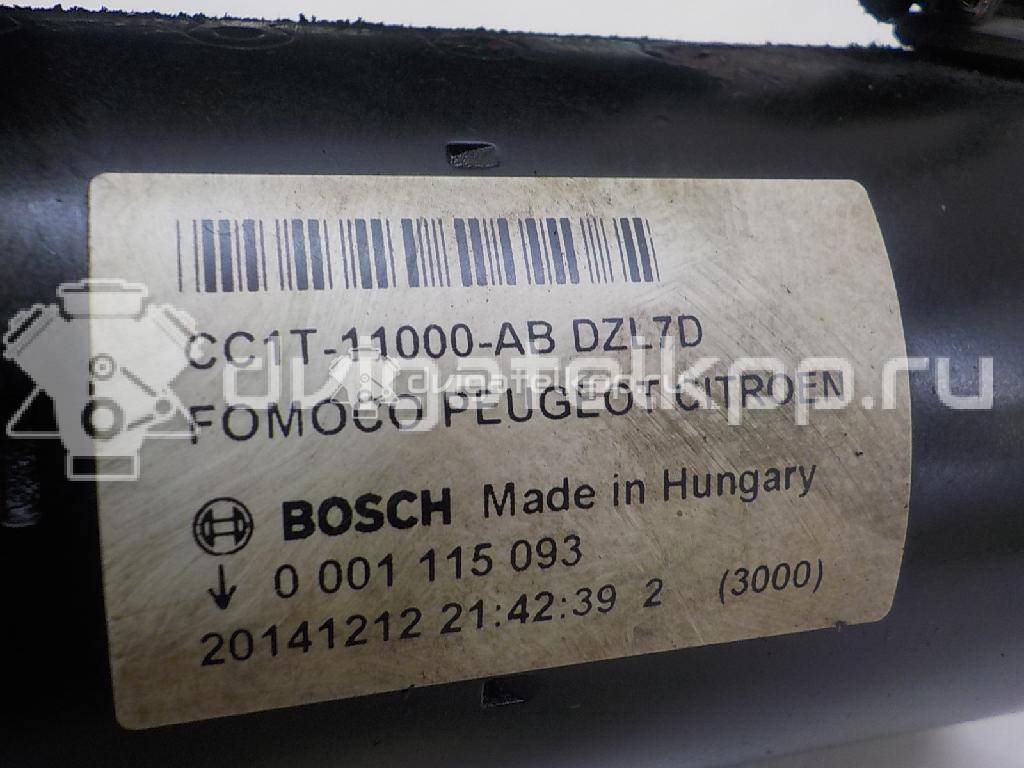 CC1T-11000-AB DZL7D
FOMOCO PEUGEOT CITROEN
BOSCH Made in Hungary
0 001 115 093
20141212 21:42:39 2 (3000)
dvigatelkpp.ru